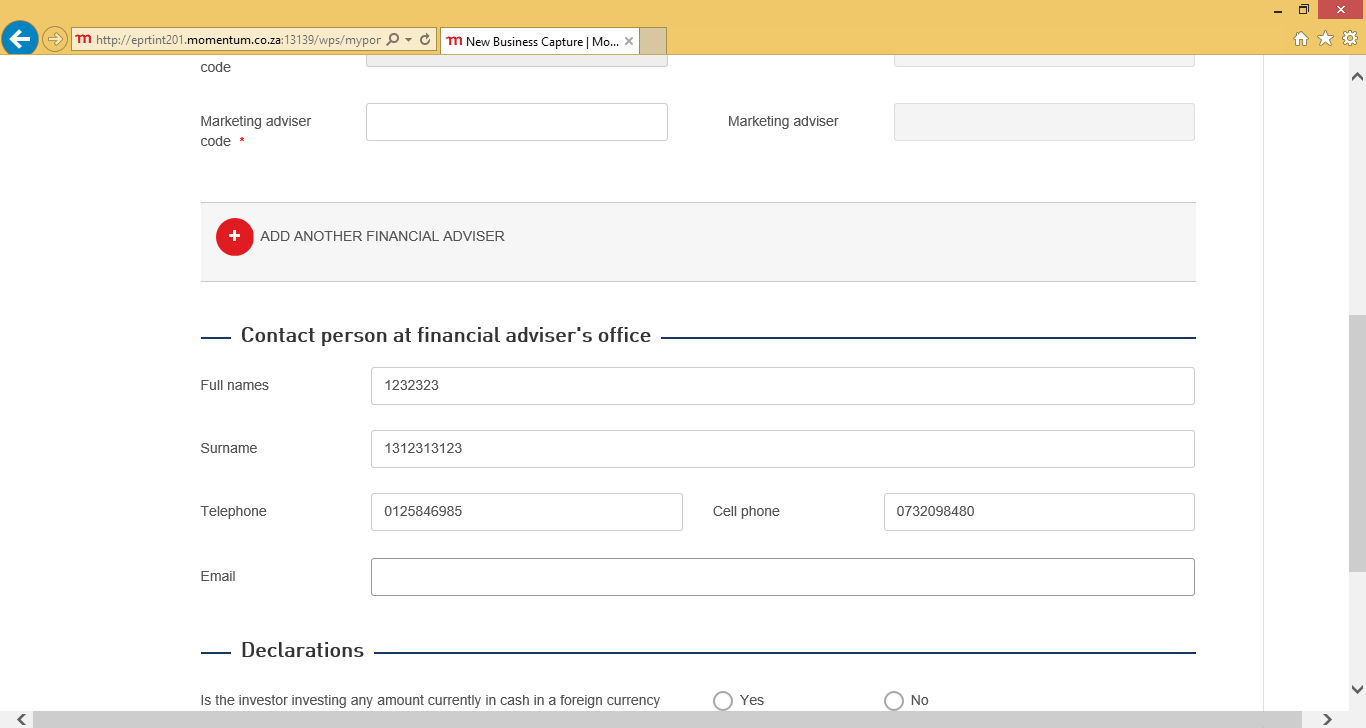 http://eprtint201.momentum.co.za:13139/wps/mypor
m New Business Capture | Mo...
code
Marketing adviser
code *
Marketing adviser
ADD ANOTHER FINANCIAL ADVISER
Contact person at financial adviser's office
Full names 1232323
Surname 1312313123
Telephone 0125846985 Cell phone 0732098480
Email
Declarations
Is the investor investing any amount currently in cash in a foreign currency Yes No